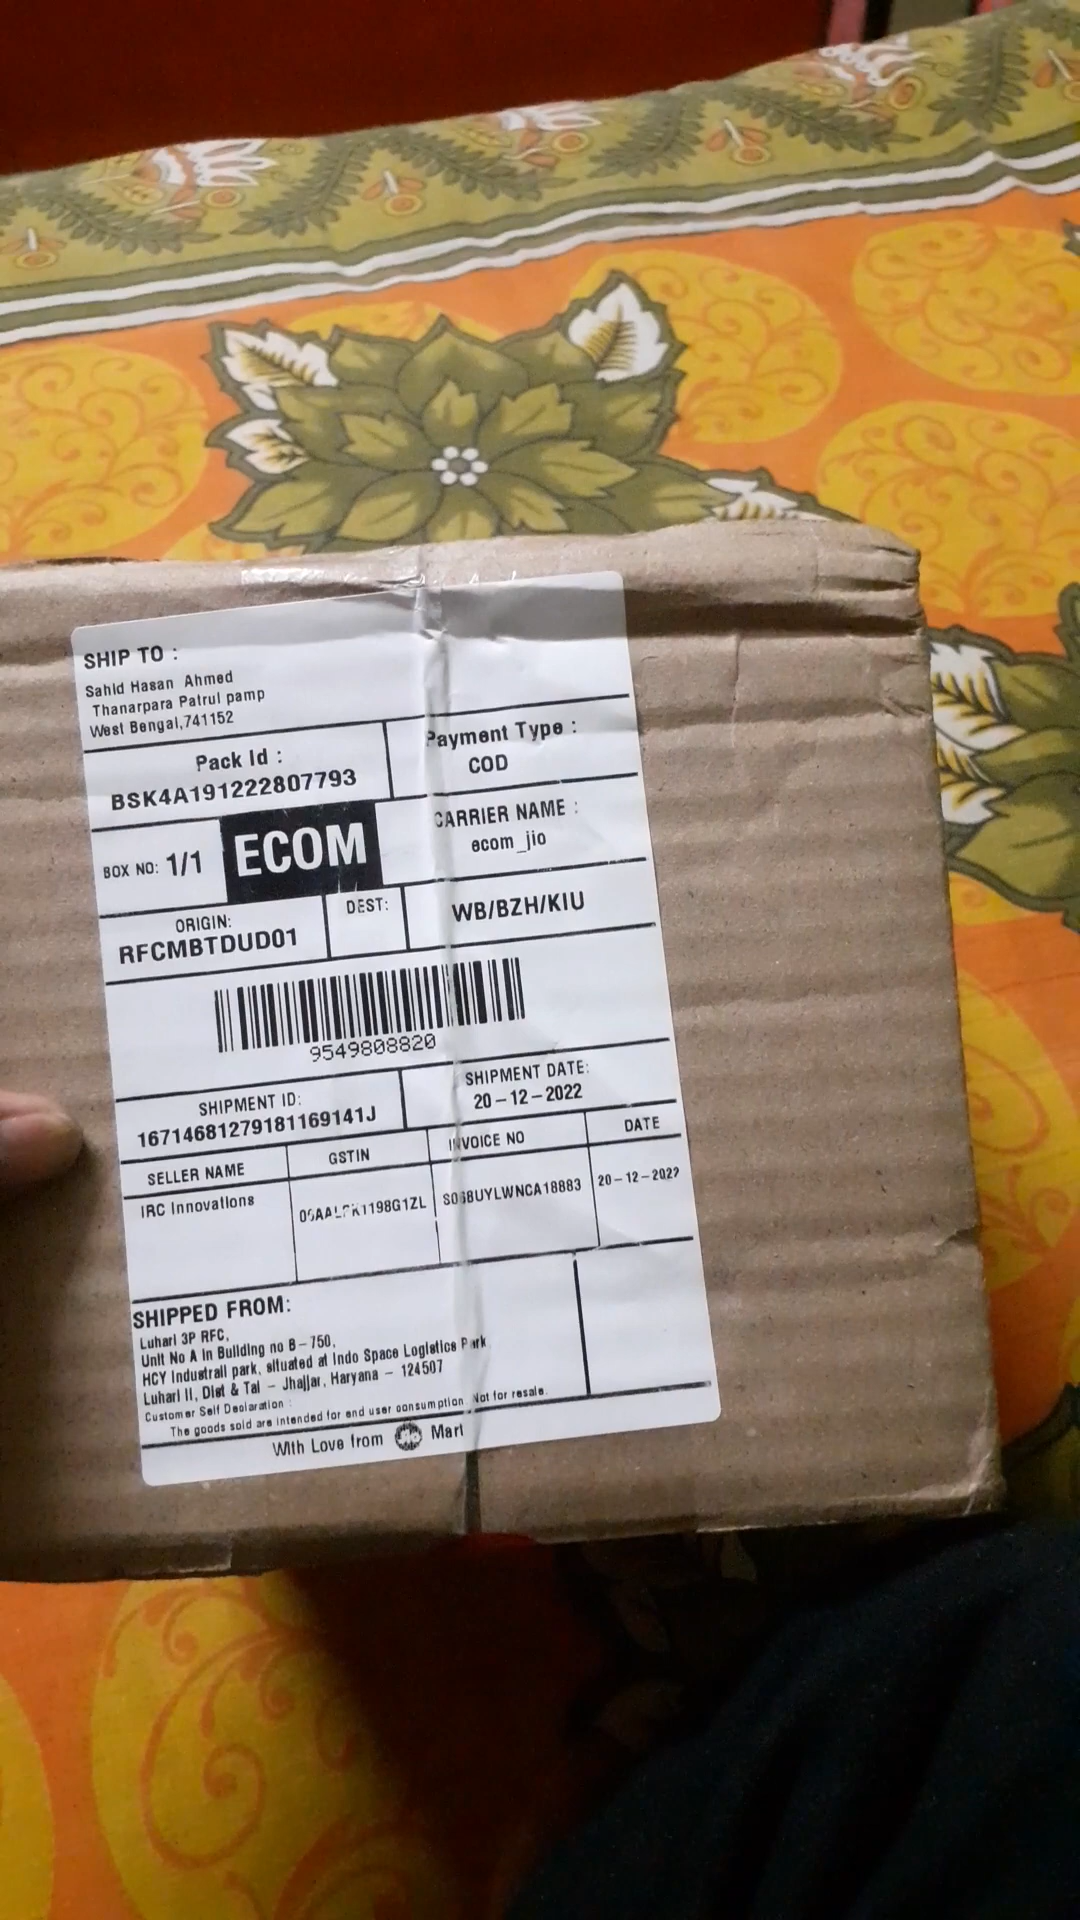 SHIP TO :
Sahid Hasan Ahmed
Thanarpara Patrul pamp
West Bengal,741152
Pack Id :
BSK4A191222807793
Payment Type :
COD
BOX NO: 1/1
ECOM
CARRIER NAME :
ecom_jio
ORIGIN:
RFCMBTDUD01
DEST:
WB/BZH/KIU
9549808820
SHIPMENT ID:
16714681279181169141J
SHIPMENT DATE:
20-12-2022
SELLER NAME
GSTIN
INVOICE NO
DATE
IRC Innovations
20-12-2022
SHIPPED FROM:
Luhari 3P RFC,
Unit No A in Building no B-750,
HCY Industrail park, situated at Indo Space Logistics Park
Luhari II, Dist & Tal - Jhajjar, Haryana - 124507
Customer Self Declaration :
The goods sold are intended for end user consumption. Not for resale.
With Love from Jio Mart